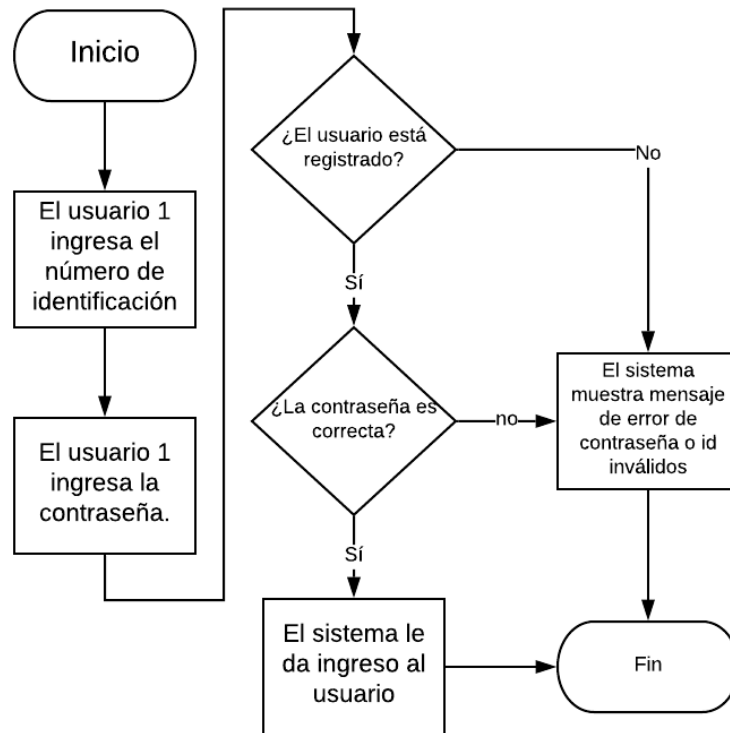 Inicio
El usuario 1
ingresa el
número de
identificación
El usuario 1
ingresa la
contraseña.
¿El usuario está
registrado?
No
Sí
¿La contraseña es
correcta?
no
El sistema
muestra mensaje
de error de
contraseña o id
inválidos
Sí
El sistema le
da ingreso al
usuario
Fin